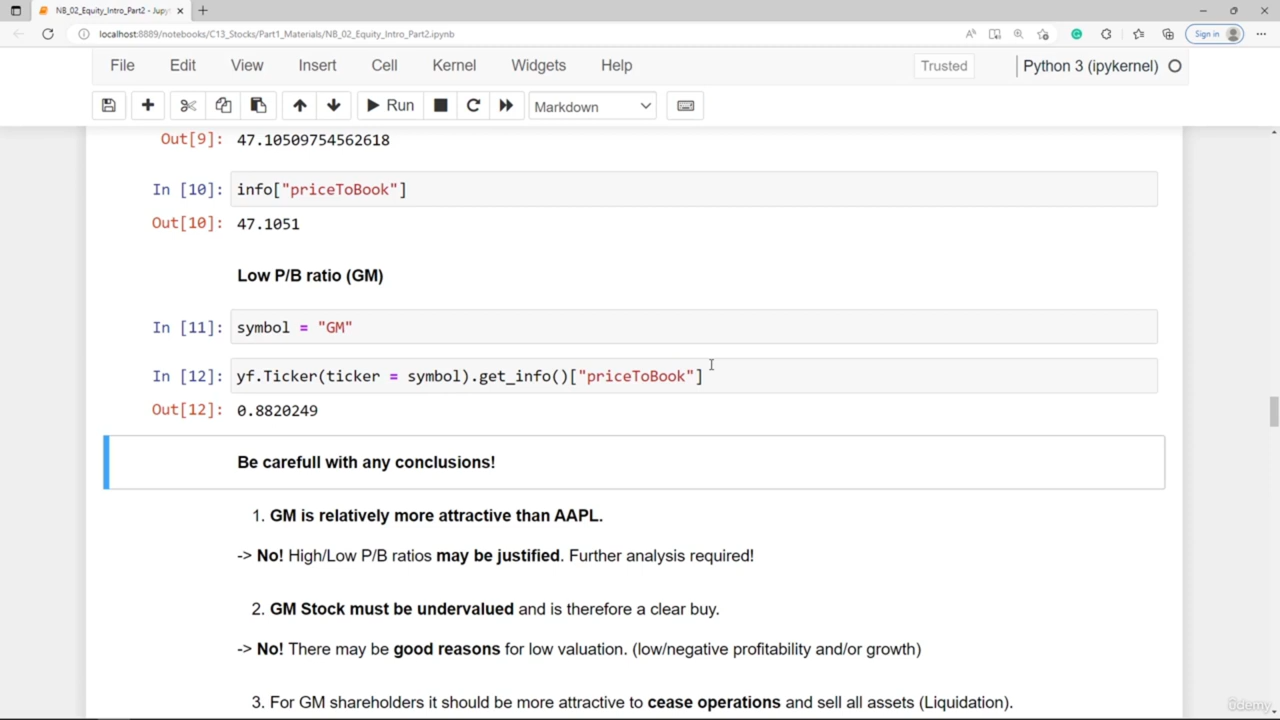 NB_02_Equity_Intro_Part2 - Jupy
localhost:8889/notebooks/C13_Stocks/Part1_Materials/NB_02_Equity_Intro_Part2.ipynb
Sign in
File Edit View Insert Cell Kernel Widgets Help
Trusted
Python 3 (ipykernel)
Run
Markdown
Out[9]: 47.10509754562618
In [10]: info["priceToBook"]
Out[10]: 47.1051
Low P/B ratio (GM)
In [11]: symbol = "GM"
In [12]: yf.Ticker(ticker = symbol).get_info()["priceToBook"]
Out[12]: 0.8820249
Be carefull with any conclusions!
1. GM is relatively more attractive than AAPL.
-> No! High/Low P/B ratios may be justified. Further analysis required!
2. GM Stock must be undervalued and is therefore a clear buy.
-> No! There may be good reasons for low valuation. (low/negative profitability and/or growth)
3. For GM shareholders it should be more attractive to cease operations and sell all assets (Liquidation).
ûdemy